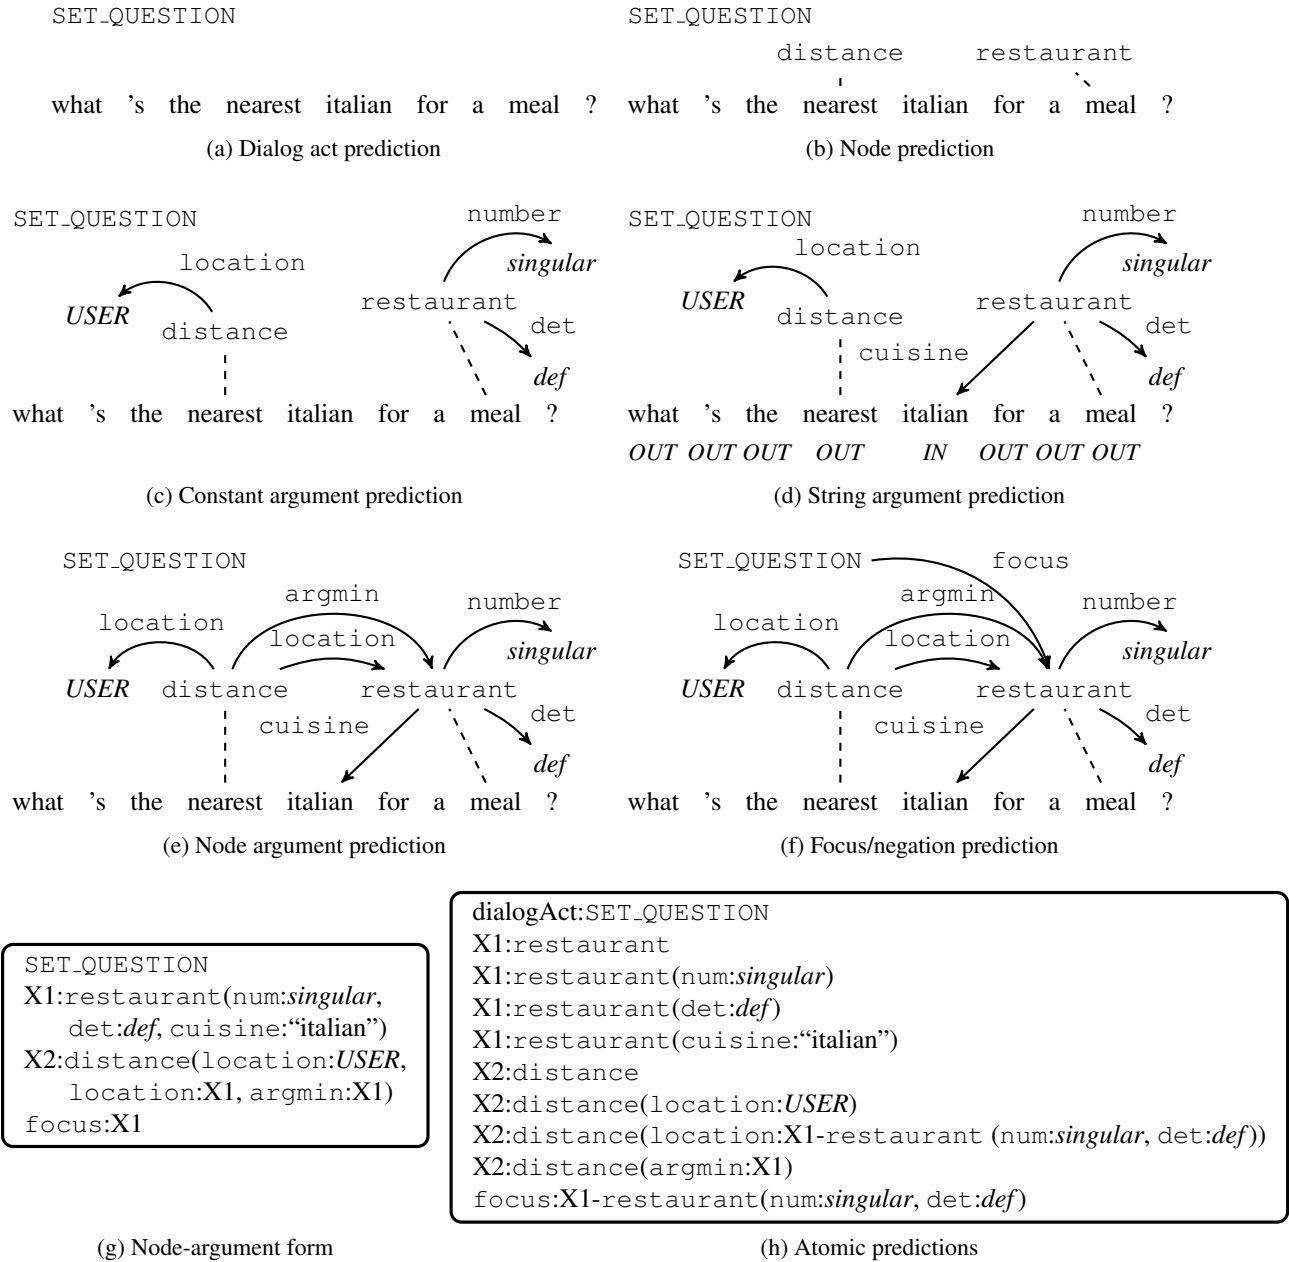 SET_QUESTION
what 's the nearest italian for a meal ?
(a) Dialog act prediction
SET_QUESTION
distance restaurant
what 's the nearest italian for a meal ?
(b) Node prediction
SET_QUESTION
number
location
singular
USER
restaurant
distance
det
def
what 's the nearest italian for a meal ?
(c) Constant argument prediction
SET_QUESTION
number
location
singular
USER
restaurant
distance
det
cuisine
def
what 's the nearest italian for a meal ?
OUT OUT OUT OUT IN OUT OUT OUT
(d) String argument prediction
SET_QUESTION
argmin
number
location
location
singular
USER distance restaurant
cuisine
det
def
what 's the nearest italian for a meal ?
(e) Node argument prediction
SET_QUESTION
focus
argmin
number
location
location
singular
USER distance restaurant
cuisine
det
def
what 's the nearest italian for a meal ?
(f) Focus/negation prediction
SET_QUESTION
X1:restaurant(num:singular,
det:def, cuisine:“italian”)
X2:distance(location:USER,
location:X1, argmin:X1)
focus:X1
(g) Node-argument form
dialogAct:SET_QUESTION
X1:restaurant
X1:restaurant(num:singular)
X1:restaurant(det:def)
X1:restaurant(cuisine:“italian”)
X2:distance
X2:distance(location:USER)
X2:distance(location:X1-restaurant (num:singular, det:def))
X2:distance(argmin:X1)
focus:X1-restaurant(num:singular, det:def)
(h) Atomic predictions